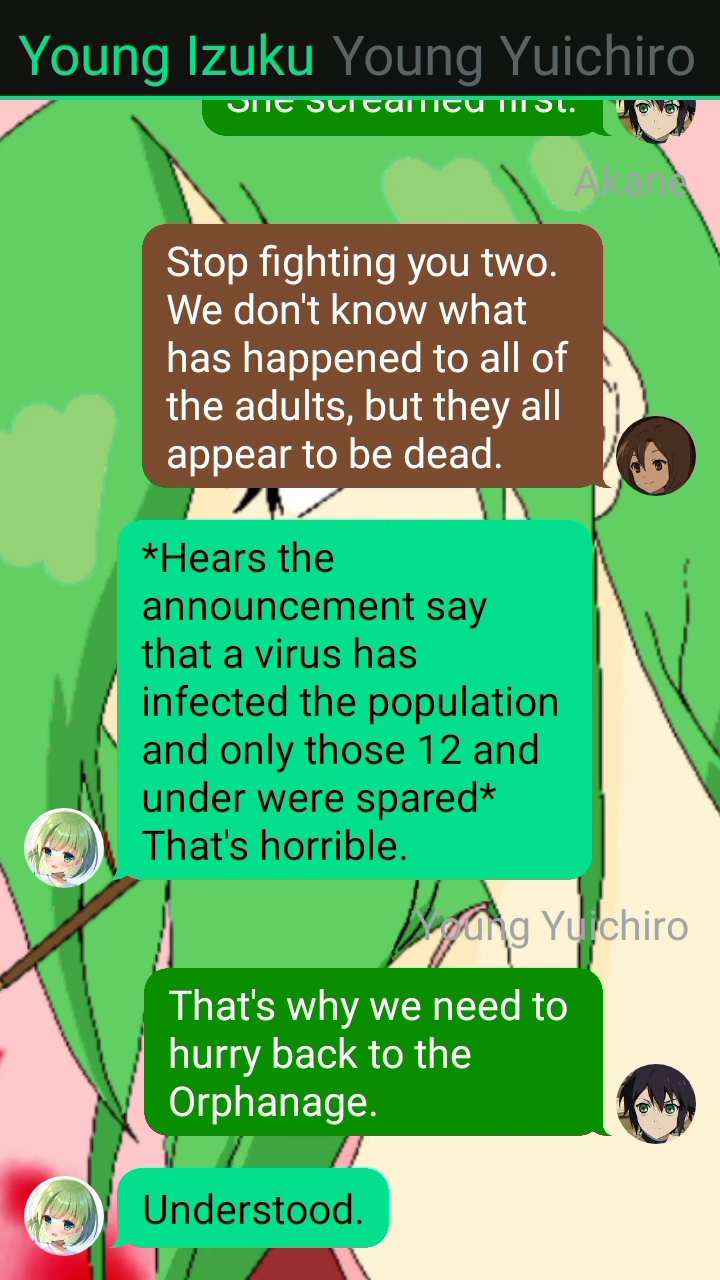 Young Izuku Young Yuichiro
She screamed first.
Akane
Stop fighting you two.
We don't know what
has happened to all of
the adults, but they all
appear to be dead.
*Hears the
announcement say
that a virus has
infected the population
and only those 12 and
under were spared*
That's horrible.
Young Yuichiro
That's why we need to
hurry back to the
Orphanage.
Understood.